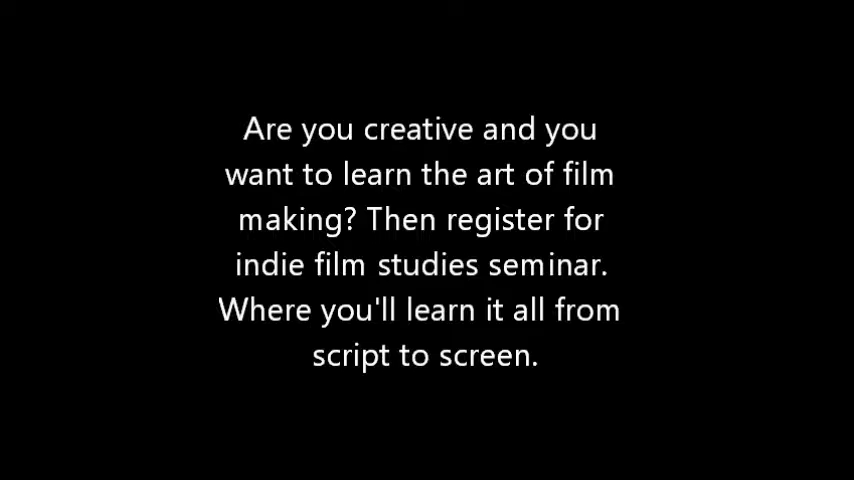 Are you creative and you
want to learn the art of film
making? Then register for
indie film studies seminar.
Where you'll learn it all from
script to screen.